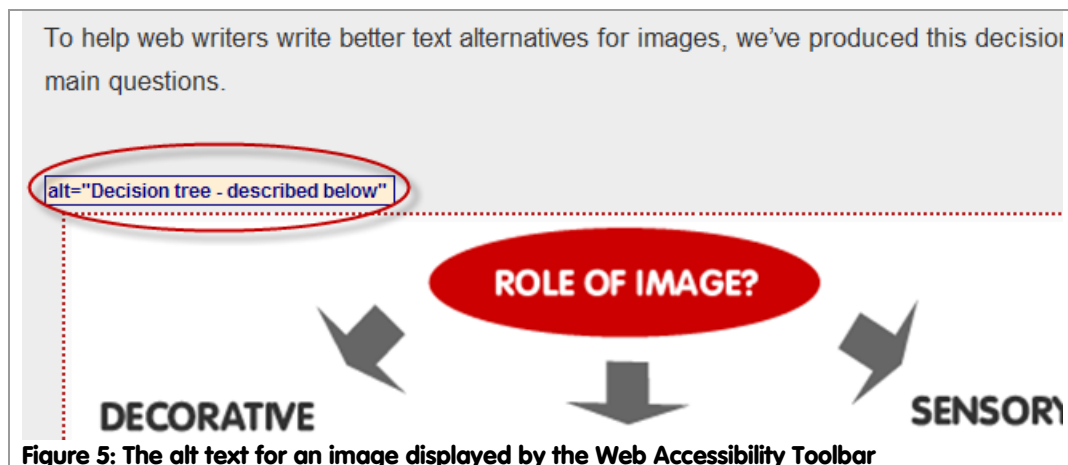 To help web writers write better text alternatives for images, we've produced this decision
main questions.
alt="Decision tree - described below"
ROLE OF IMAGE?
DECORATIVE
SENSORY
Figure 5: The alt text for an image displayed by the Web Accessibility Toolbar